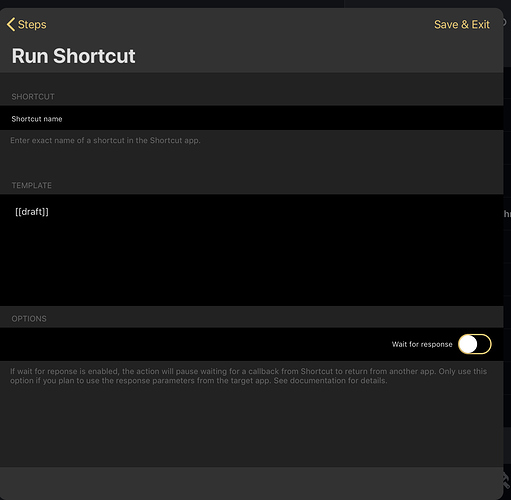 Steps
Save & Exit
Run Shortcut
SHORTCUT
Shortcut name
Enter exact name of a shortcut in the Shortcut app.
TEMPLATE
[[draft]]
OPTIONS
Wait for response
If wait for reponse is enabled, the action will pause waiting for a callback from Shortcut to return from another app. Only use this
option if you plan to use the response parameters from the target app. See documentation for details.